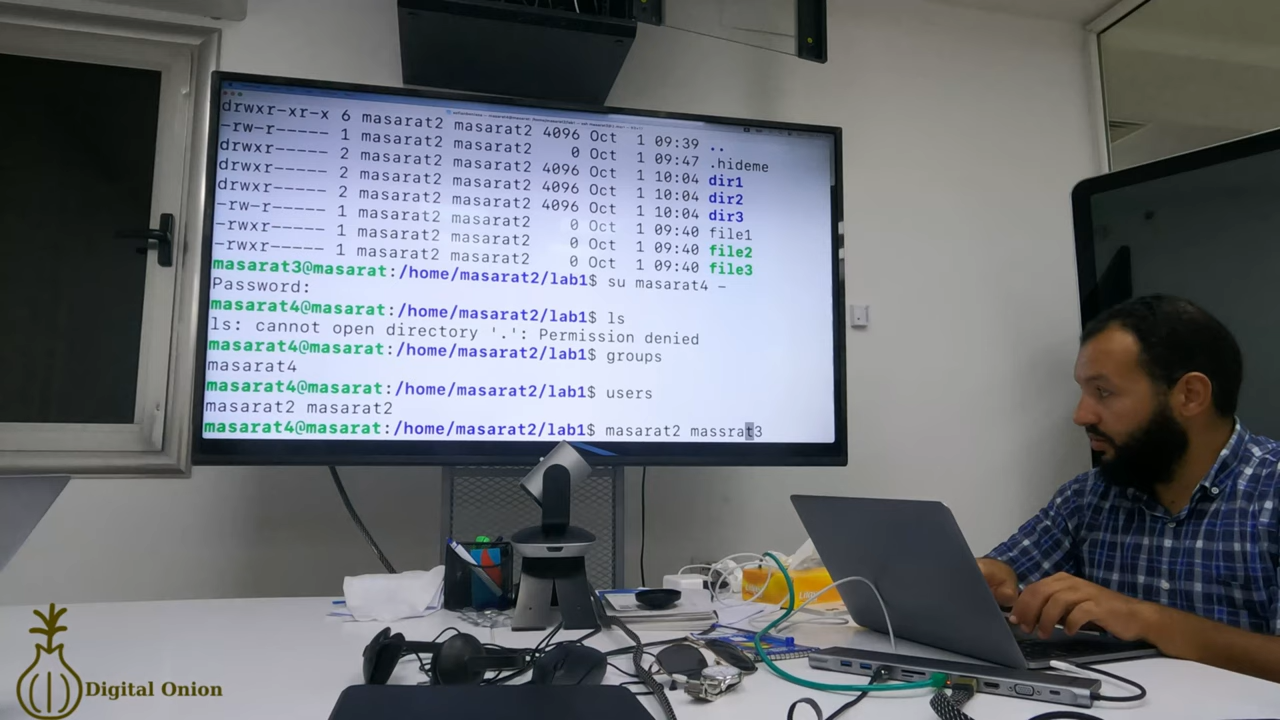 drwxr-xr-x 6 masarat2 masarat2 4096 Oct 1 09:39 ..
-rw-r----- 1 masarat2 masarat2 0 Oct 1 09:47 .hideme
drwxr----- 2 masarat2 masarat2 4096 Oct 1 10:04 dir1
drwxr----- 2 masarat2 masarat2 4096 Oct 1 10:04 dir2
drwxr----- 2 masarat2 masarat2 4096 Oct 1 10:04 dir3
-rw-r----- 1 masarat2 masarat2 0 Oct 1 09:40 file1
-rwxr----- 1 masarat2 masarat2 0 Oct 1 09:40 file2
-rwxr----- 1 masarat2 masarat2 0 Oct 1 09:40 file3
masarat3@masarat:/home/masarat2/lab1$ su masarat4 -
Password:
masarat4@masarat:/home/masarat2/lab1$ ls
ls: cannot open directory '.': Permission denied
masarat4@masarat:/home/masarat2/lab1$ groups
masarat4
masarat4@masarat:/home/masarat2/lab1$ users
masarat2 masarat2
masarat4@masarat:/home/masarat2/lab1$ masarat2 massrat3
Digital Onion